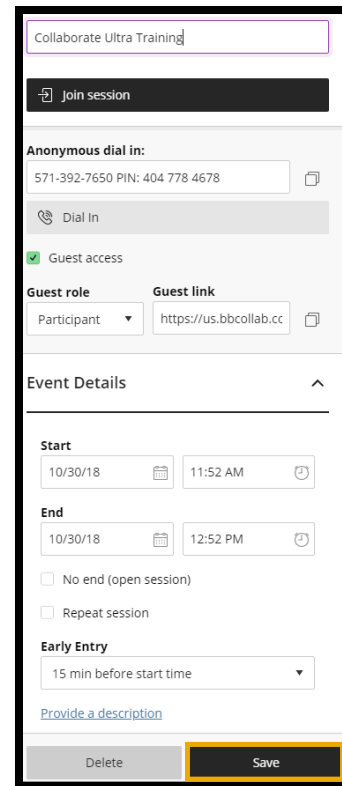 Collaborate Ultra Training
Join session
Anonymous dial in:
571-392-7650 PIN: 404 778 4678
Dial In
Guest access
Guest role Guest link
Participant https://us.bbcollab.cc
Event Details
Start
10/30/18 11:52 AM
End
10/30/18 12:52 PM
No end (open session)
Repeat session
Early Entry
15 min before start time
Provide a description
Delete Save